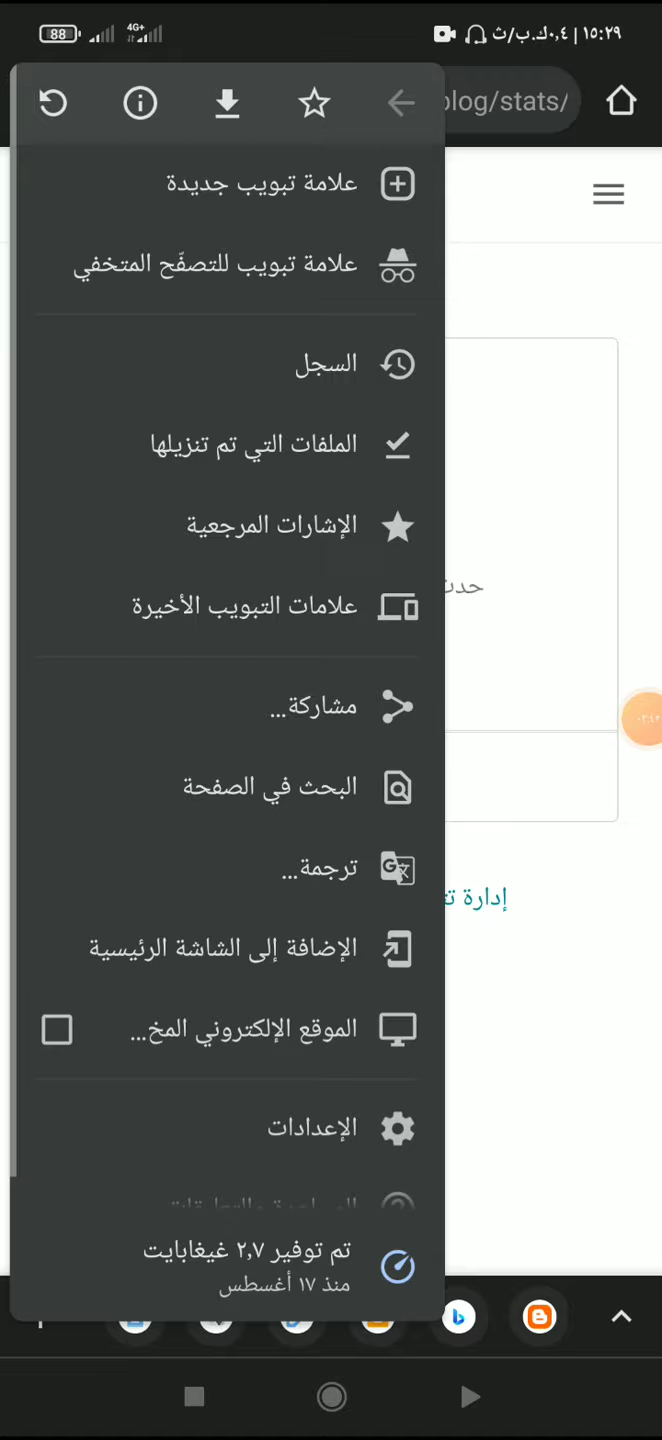 88 4G+ ٠,٤ك.ب/ث | ١٥:٢٩
blog/stats/
علامة تبويب جديدة
علامة تبويب للتصفّح المتخفي
السجل
الملفات التي تم تنزيلها
الإشارات المرجعية
حدث
علامات التبويب الأخيرة
مشاركة...
٠٢:٤٢
البحث في الصفحة
ترجمة...
إدارة
الإضافة إلى الشاشة الرئيسية
الموقع الإلكتروني المخ...
الإعدادات
تم توفير ٢,٧ غيغابايت
منذ ١٧ أغسطس